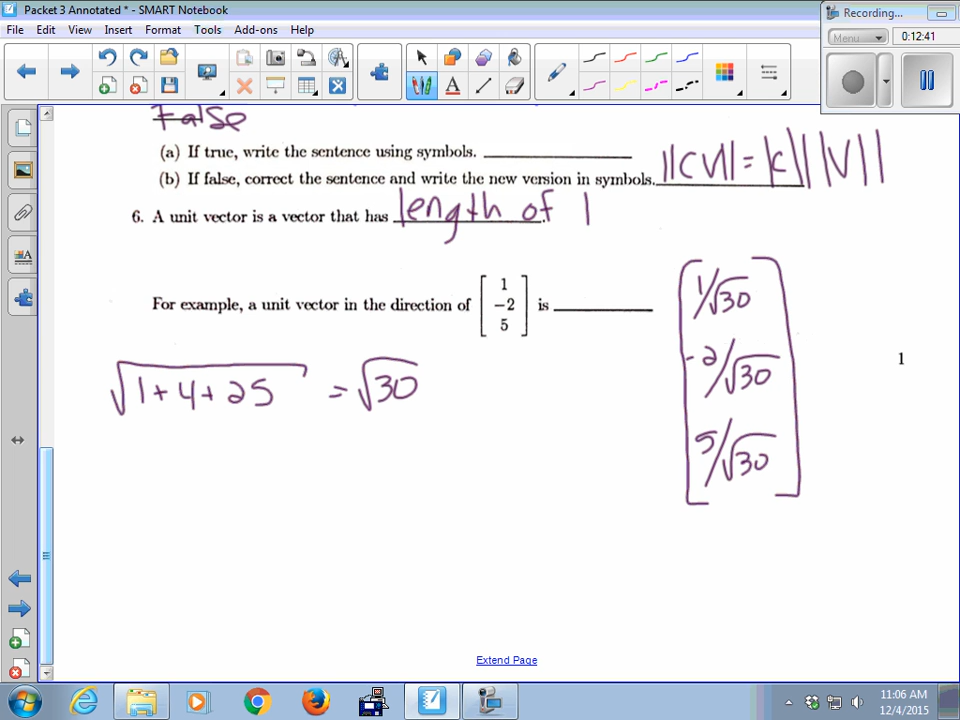 Packet 3 Annotated * - SMART Notebook
Recording...
File Edit View Insert Format Tools Add-ons Help
Menu
0:12:41
False
(a) If true, write the sentence using symbols.
(b) If false, correct the sentence and write the new version in symbols. ||cv|| = |c| ||v||
6. A unit vector is a vector that has length of 1.
For example, a unit vector in the direction of [1 -2 5] is [1/√30 -2/√30 5/√30]
√1+4+25 = √30
1
Extend Page
11:06 AM
12/4/2015